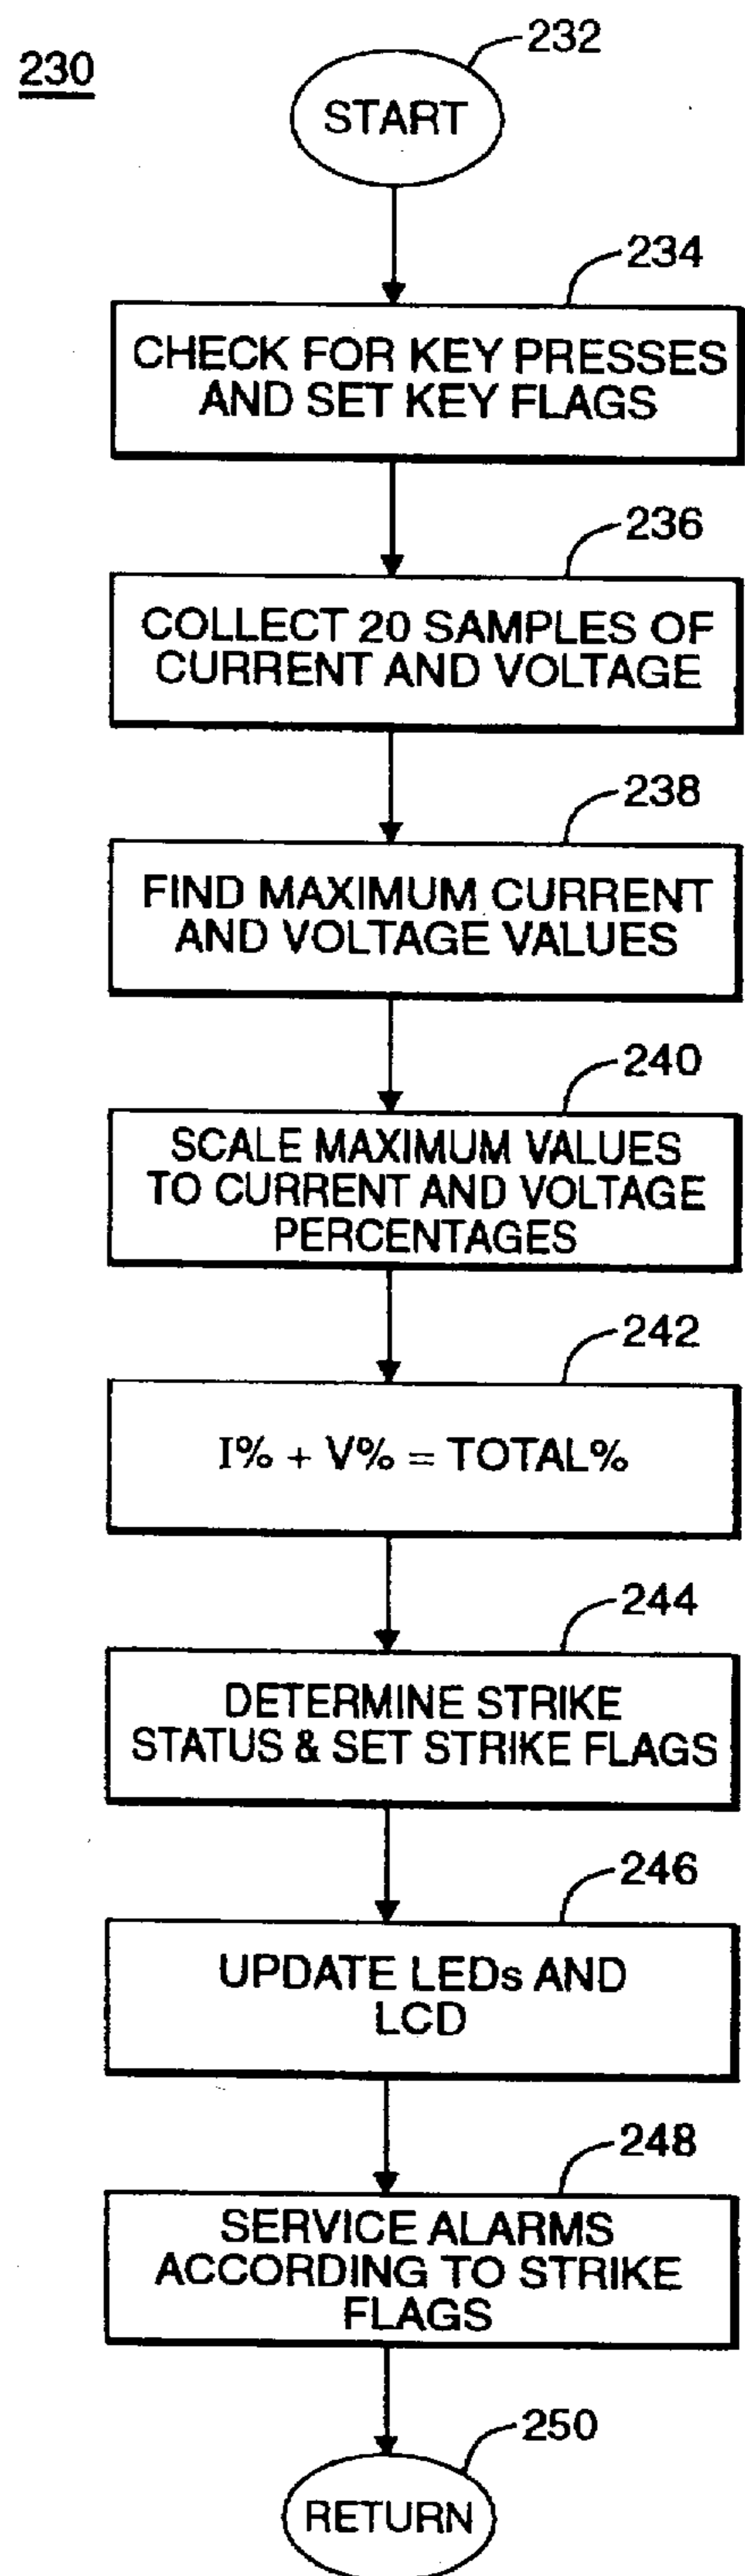 230
232
START
234
CHECK FOR KEY PRESSES
AND SET KEY FLAGS
236
COLLECT 20 SAMPLES OF
CURRENT AND VOLTAGE
238
FIND MAXIMUM CURRENT
AND VOLTAGE VALUES
240
SCALE MAXIMUM VALUES
TO CURRENT AND VOLTAGE
PERCENTAGES
242
I% + V% = TOTAL%
244
DETERMINE STRIKE
STATUS & SET STRIKE FLAGS
246
UPDATE LEDs AND
LCD
248
SERVICE ALARMS
ACCORDING TO STRIKE
FLAGS
250
RETURN